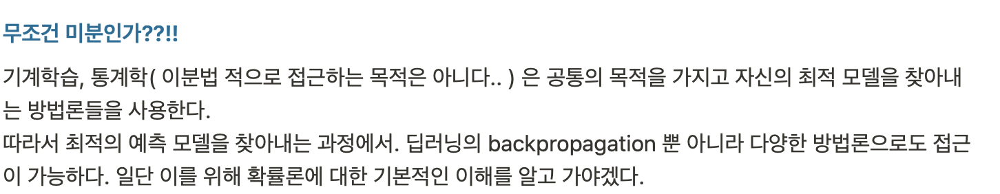 무조건 미분인가??!!
기계학습, 통계학( 이분법 적으로 접근하는 목적은 아니다.. ) 은 공통의 목적을 가지고 자신의 최적 모델을 찾아내
는 방법론들을 사용한다.
따라서 최적의 예측 모델을 찾아내는 과정에서. 딥러닝의 backpropagation 뿐 아니라 다양한 방법론으로도 접근
이 가능하다. 일단 이를 위해 확률론에 대한 기본적인 이해를 알고 가야겠다.